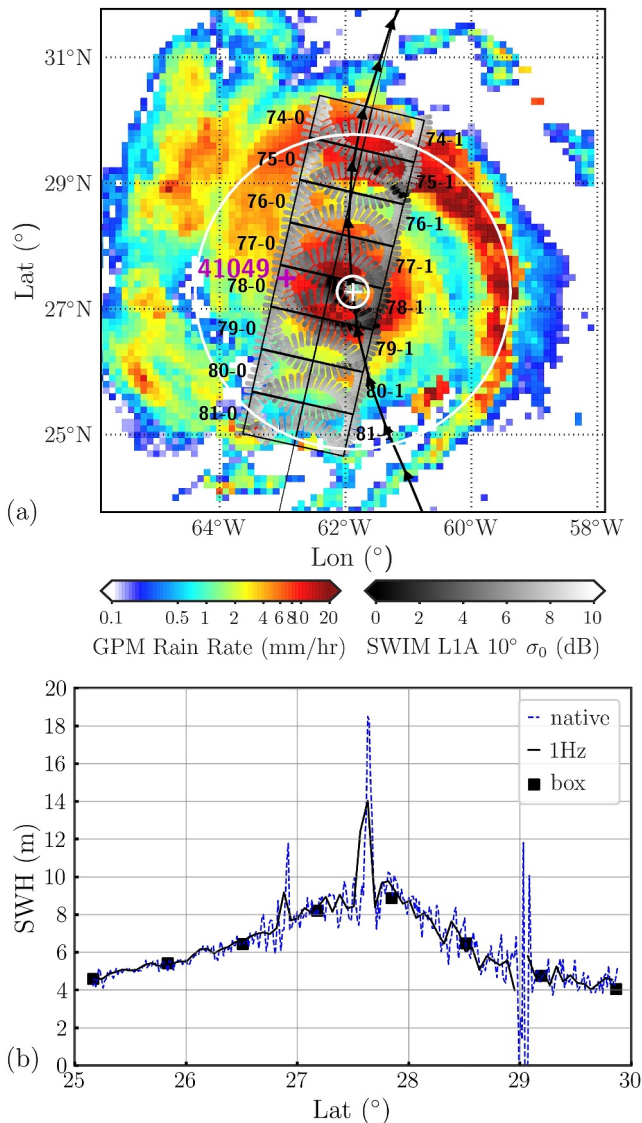 31°N
29°N
27°N
25°N
Lat (°)
74-0
74-1
75-0
75-1
76-0
76-1
77-0
77-1
41049
78-0
78-1
79-0
79-1
80-0
80-1
81-0
81-1
(a)
64°W 62°W 60°W 58°W
Lon (°)
0.1 0.5 1 2 4 6 8 10 20
GPM Rain Rate (mm/hr)
0 2 4 6 8 10
SWIM L1A 10° σ0 (dB)
20
18
16
14
12
10
8
6
4
2
0
SWH (m)
native
1Hz
box
(b)
25 26 27 28 29 30
Lat (°)